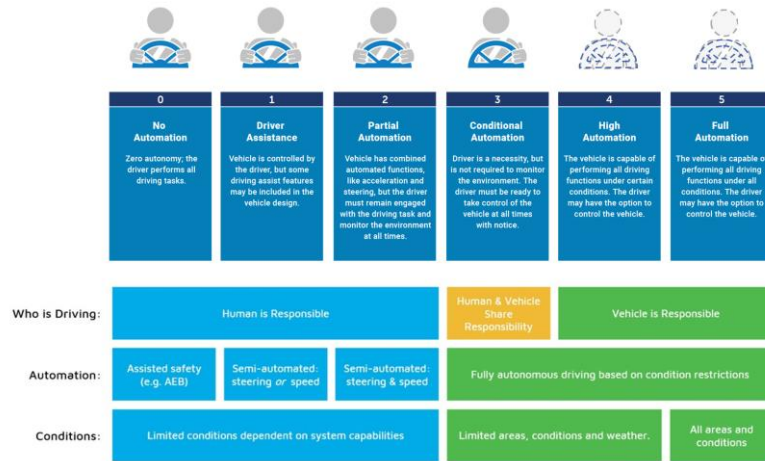 0
No
Automation
Zero autonomy; the
driver performs all
driving tasks.
1
Driver
Assistance
Vehicle is controlled by
the driver, but some
driving assist features
may be included in the
vehicle design.
2
Partial
Automation
Vehicle has combined
automated functions,
like acceleration and
steering, but the driver
must remain engaged
with the driving task and
monitor the environment
at all times.
3
Conditional
Automation
Driver is a necessity, but
is not required to monitor
the environment. The
driver must be ready to
take control of the
vehicle at all times
with notice.
4
High
Automation
The vehicle is capable of
performing all driving
functions under certain
conditions. The driver
may have the option to
control the vehicle.
5
Full
Automation
The vehicle is capable o
performing all driving
functions under all
conditions. The driver
may have the option to
control the vehicle.
Who is Driving:
Human is Responsible
Human & Vehicle
Share
Responsibility
Vehicle is Responsible
Automation:
Assisted safety
(e.g. AEB)
Semi-automated:
steering or speed
Semi-automated:
steering & speed
Fully autonomous driving based on condition restrictions
Conditions:
Limited conditions dependent on system capabilities
Limited areas, conditions and weather.
All areas and
conditions